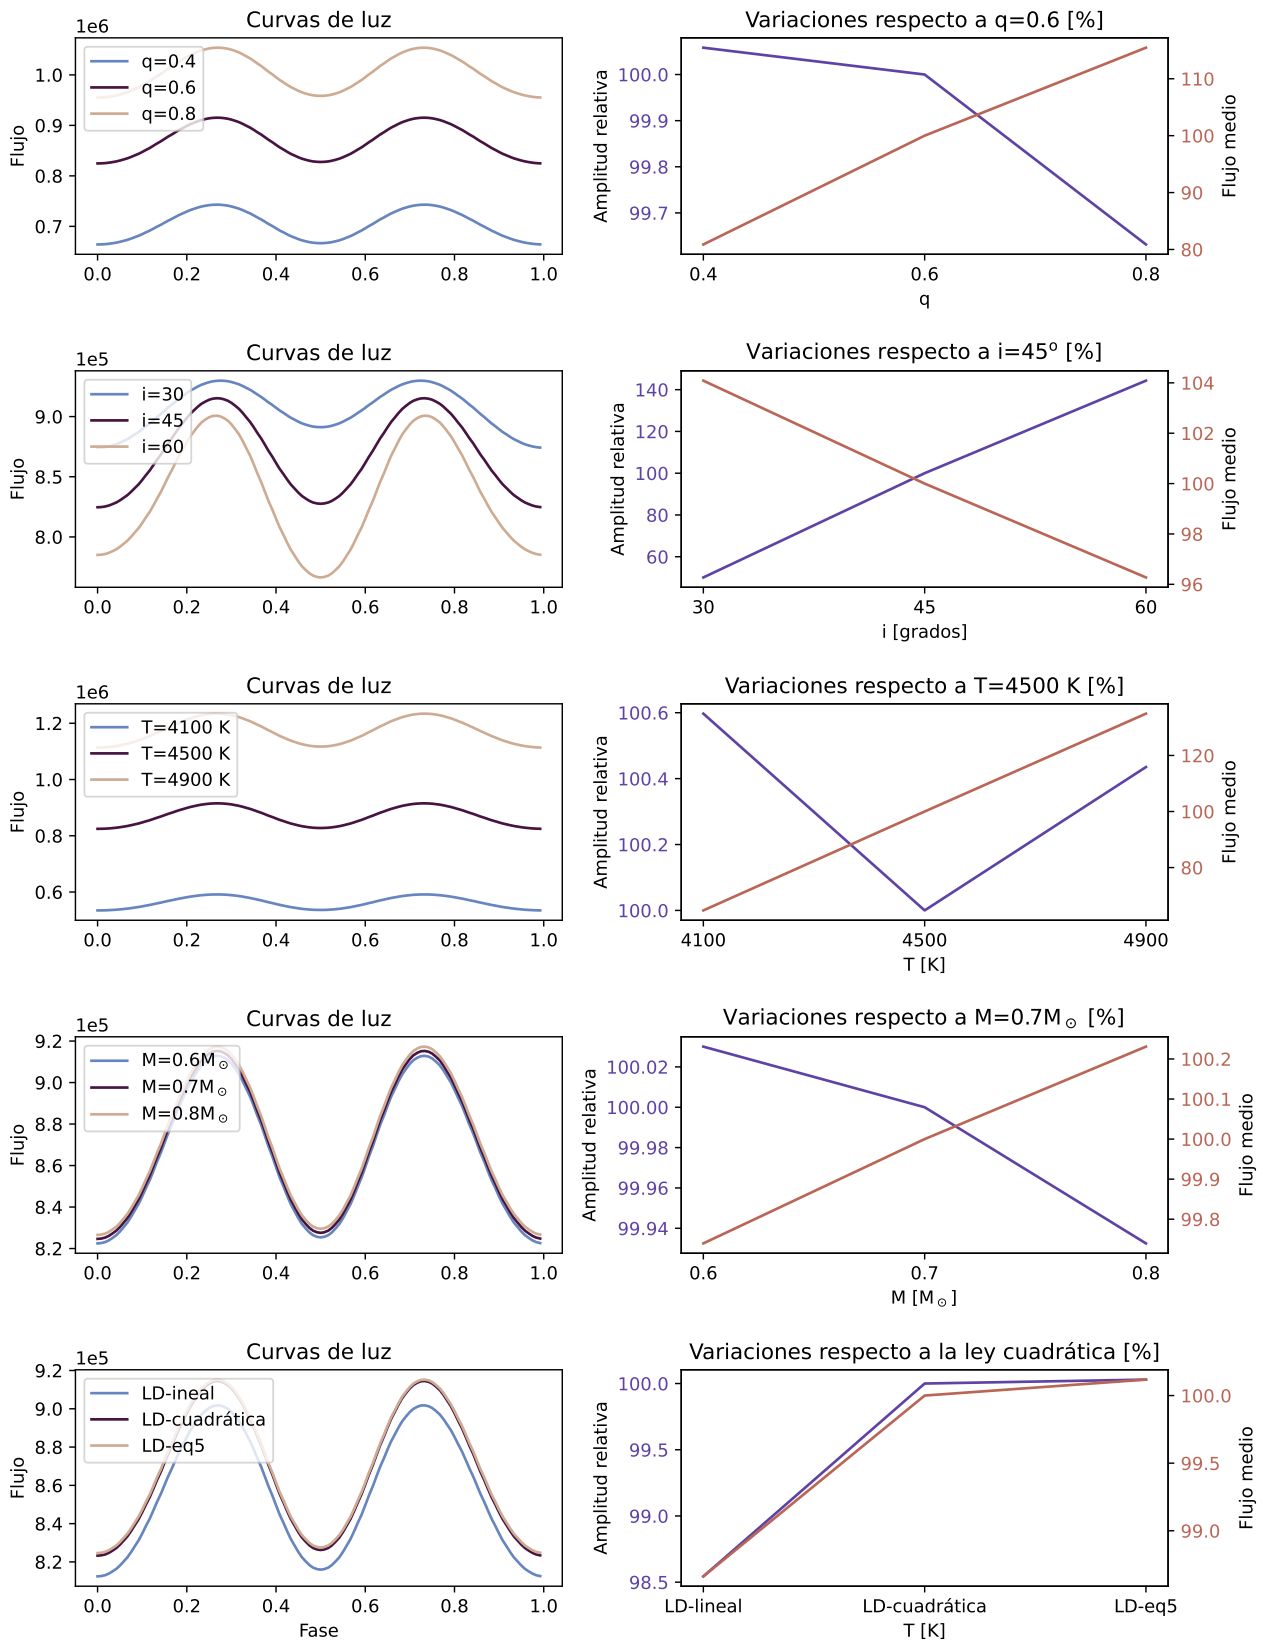 Curvas de luz
1e6
q=0.4
q=0.6
q=0.8
1.0
0.9
0.8
0.7
Flujo
0.0 0.2 0.4 0.6 0.8 1.0
Variaciones respecto a q=0.6 [%]
100.0
99.9
99.8
99.7
Amplitud relativa
110
100
90
80
Flujo medio
0.4 0.6 0.8
q
Curvas de luz
1e5
i=30
i=45
i=60
9.0
8.5
8.0
Flujo
0.0 0.2 0.4 0.6 0.8 1.0
Variaciones respecto a i=45º [%]
140
120
100
80
60
Amplitud relativa
104
102
100
98
96
Flujo medio
30 45 60
i [grados]
Curvas de luz
1e6
T=4100 K
T=4500 K
T=4900 K
1.2
1.0
0.8
0.6
Flujo
0.0 0.2 0.4 0.6 0.8 1.0
Variaciones respecto a T=4500 K [%]
100.6
100.4
100.2
100.0
Amplitud relativa
120
100
80
Flujo medio
4100 4500 4900
T [K]
Curvas de luz
1e5
M=0.6M⊙
M=0.7M⊙
M=0.8M⊙
9.2
9.0
8.8
8.6
8.4
8.2
Flujo
0.0 0.2 0.4 0.6 0.8 1.0
Variaciones respecto a M=0.7M⊙ [%]
100.02
100.00
99.98
99.96
99.94
Amplitud relativa
100.2
100.1
100.0
99.9
99.8
Flujo medio
0.6 0.7 0.8
M [M⊙]
Curvas de luz
1e5
LD-ineal
LD-cuadrática
LD-eq5
9.2
9.0
8.8
8.6
8.4
8.2
Flujo
0.0 0.2 0.4 0.6 0.8 1.0
Fase
Variaciones respecto a la ley cuadrática [%]
100.0
99.5
99.0
98.5
Amplitud relativa
100.0
99.5
99.0
Flujo medio
LD-lineal LD-cuadrática LD-eq5
T [K]